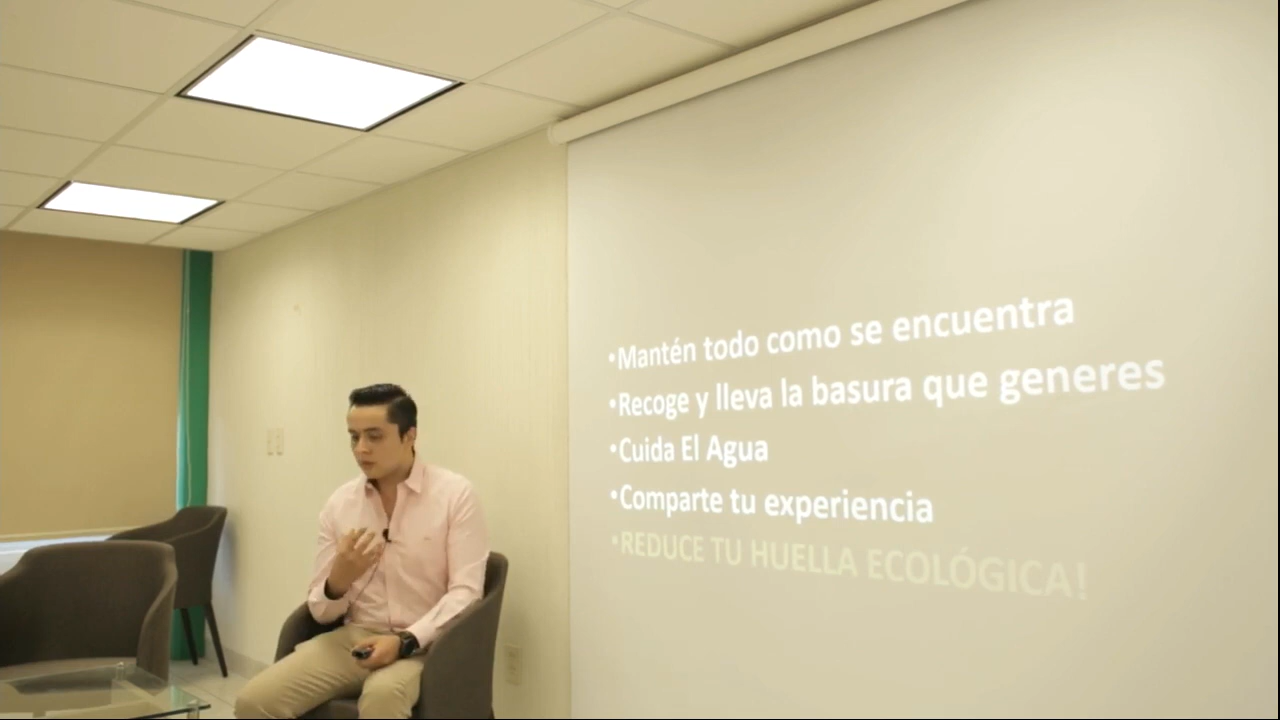 •Mantén todo como se encuentra
•Recoge y lleva la basura que generes
•Cuida El Agua
•Comparte tu experiencia
•REDUCE TU HUELLA ECOLÓGICA!